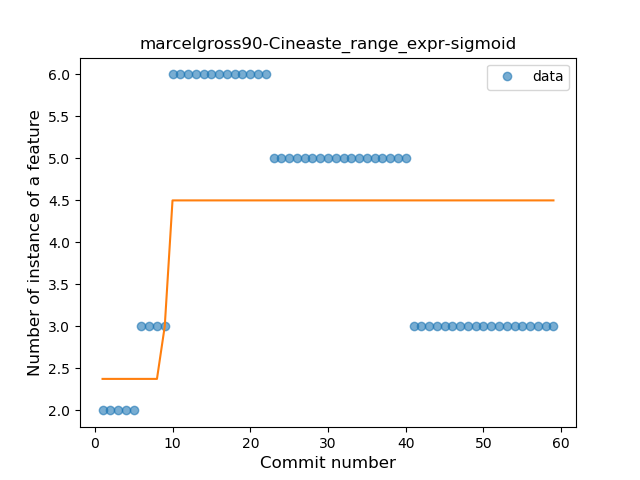 marcelgross90-Cineaste_range_expr-sigmoid
data
Number of instance of a feature
6.0
5.5
5.0
4.5
4.0
3.5
3.0
2.5
2.0
0 10 20 30 40 50 60
Commit number